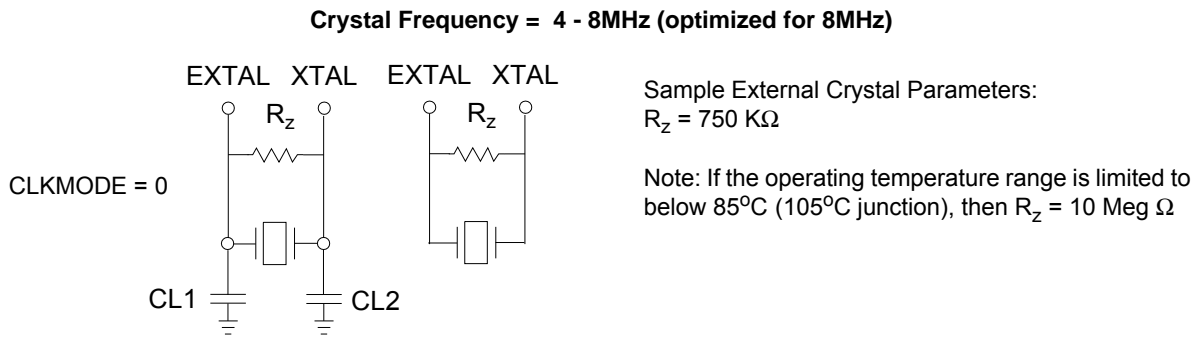 Crystal Frequency = 4 - 8MHz (optimized for 8MHz)
EXTAL XTAL EXTAL XTAL
Rz Rz
CLKMODE = 0
CL1 CL2
Sample External Crystal Parameters:
Rz = 750 KΩ
Note: If the operating temperature range is limited to
below 85oC (105oC junction), then Rz = 10 Meg Ω